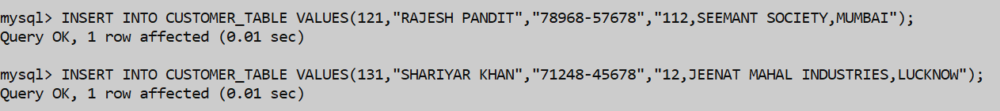 mysql> INSERT INTO CUSTOMER_TABLE VALUES(121,"RAJESH PANDIT","78968-57678","112,SEEMANT SOCIETY,MUMBAI");
Query OK, 1 row affected (0.01 sec)
mysql> INSERT INTO CUSTOMER_TABLE VALUES(131,"SHARIYAR KHAN","71248-45678","12,JEENAT MAHAL INDUSTRIES,LUCKNOW");
Query OK, 1 row affected (0.01 sec)